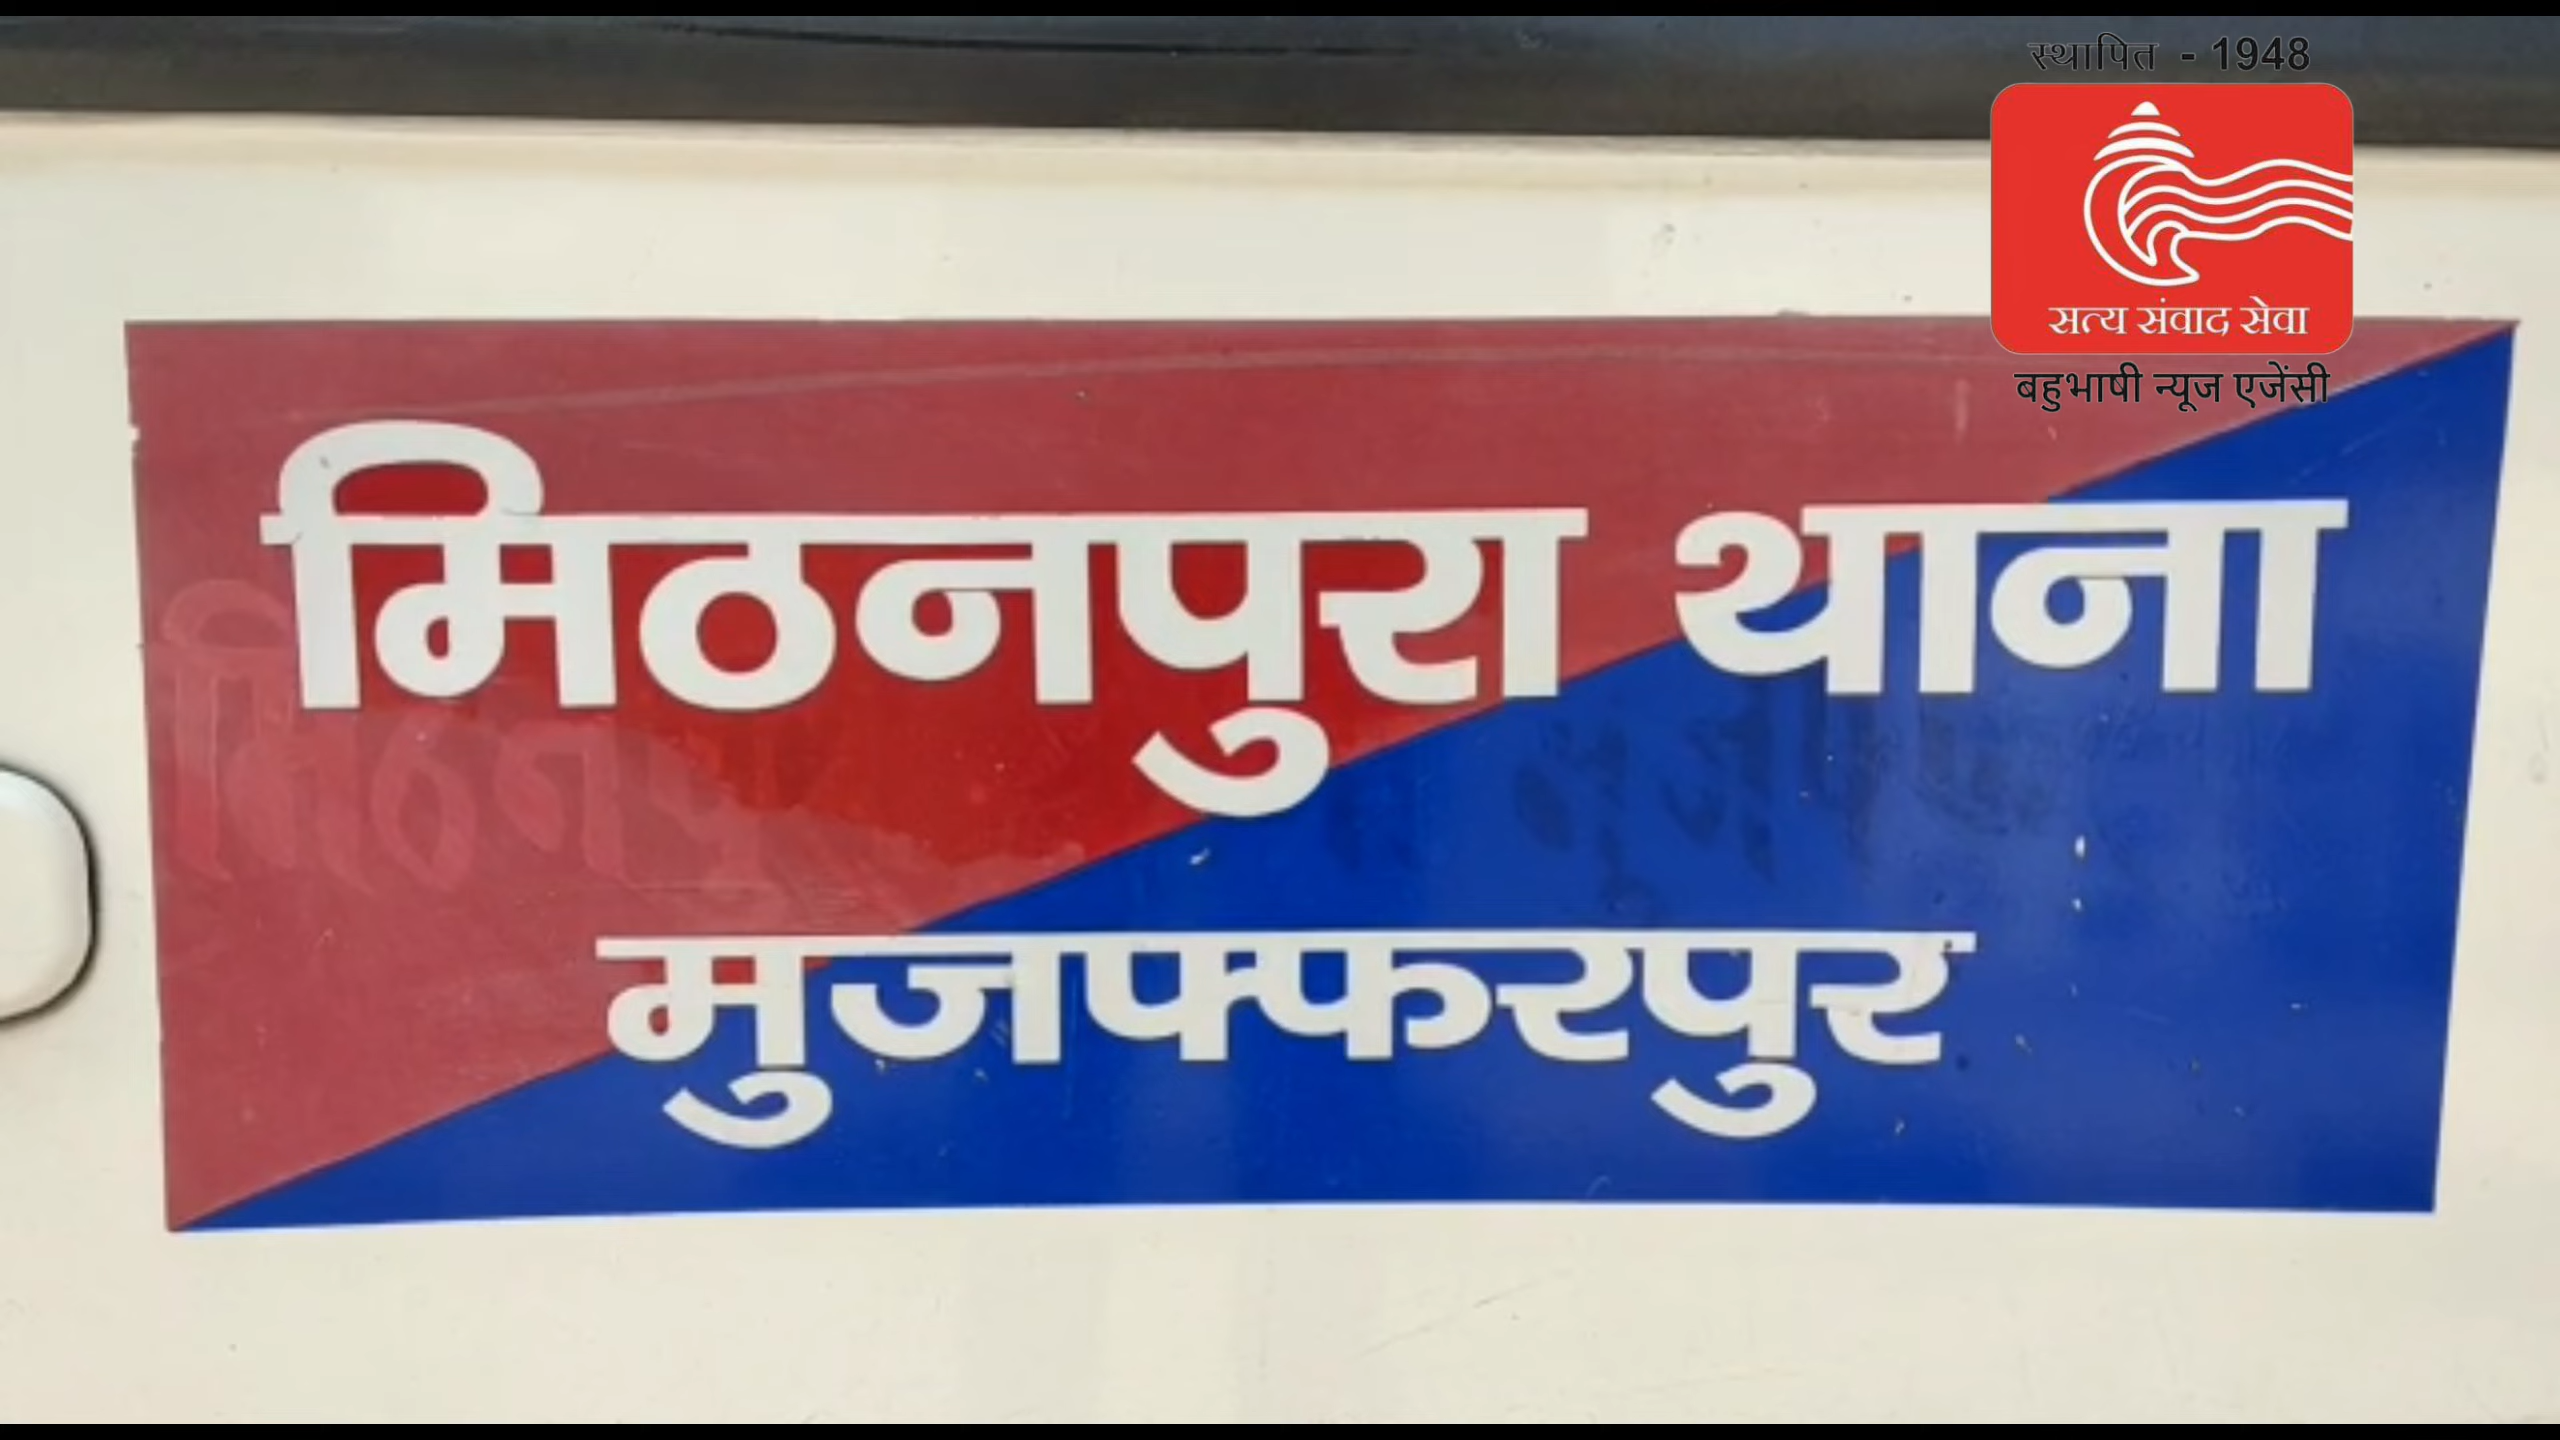 स्थापित - 1948
सत्य संवाद सेवा
बहुभाषी न्यूज एजेंसी
मिठनपुरा थाना
मुजफ्फरपुर